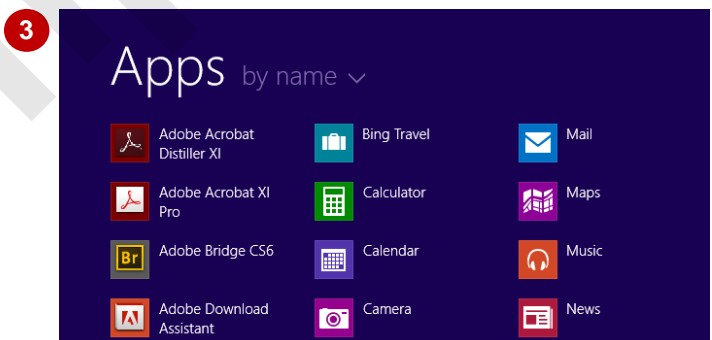 3
Apps by name
Adobe Acrobat
Distiller XI
Bing Travel
Mail
Adobe Acrobat XI
Pro
Calculator
Maps
Br
Adobe Bridge CS6
Calendar
Music
Adobe Download
Assistant
Camera
News